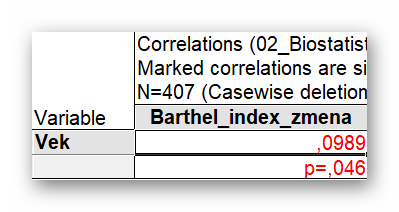 Correlations (02_Biostatist
Marked correlations are si
N=407 (Casewise deletion
Variable Barthel_index_zmena
Vek ,0989
p=,046